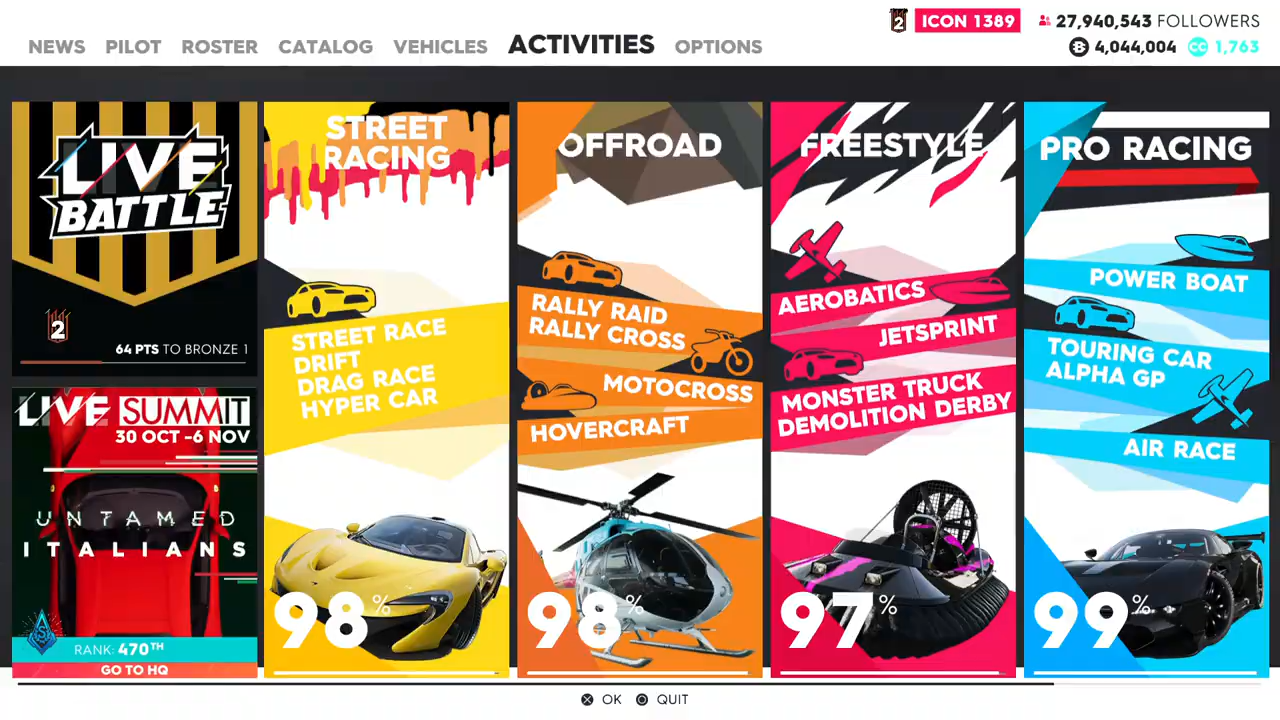 2 ICON 1389 27,940,543 FOLLOWERS
NEWS PILOT ROSTER CATALOG VEHICLES ACTIVITIES OPTIONS
B 4,044,004 CC 1,763
LIVE
BATTLE
2
64 PTS TO BRONZE 1
LIVE SUMMIT
30 OCT -6 NOV
UNTAMED
ITALIANS
S
RANK: 470TH
GO TO HQ
STREET
RACING
STREET RACE
DRIFT
DRAG RACE
HYPER CAR
98%
OFFROAD
RALLY RAID
RALLY CROSS
MOTOCROSS
HOVERCRAFT
98%
FREESTYLE
AEROBATICS
JETSPRINT
MONSTER TRUCK
DEMOLITION DERBY
97%
PRO RACING
POWER BOAT
TOURING CAR
ALPHA GP
AIR RACE
99%
OK QUIT